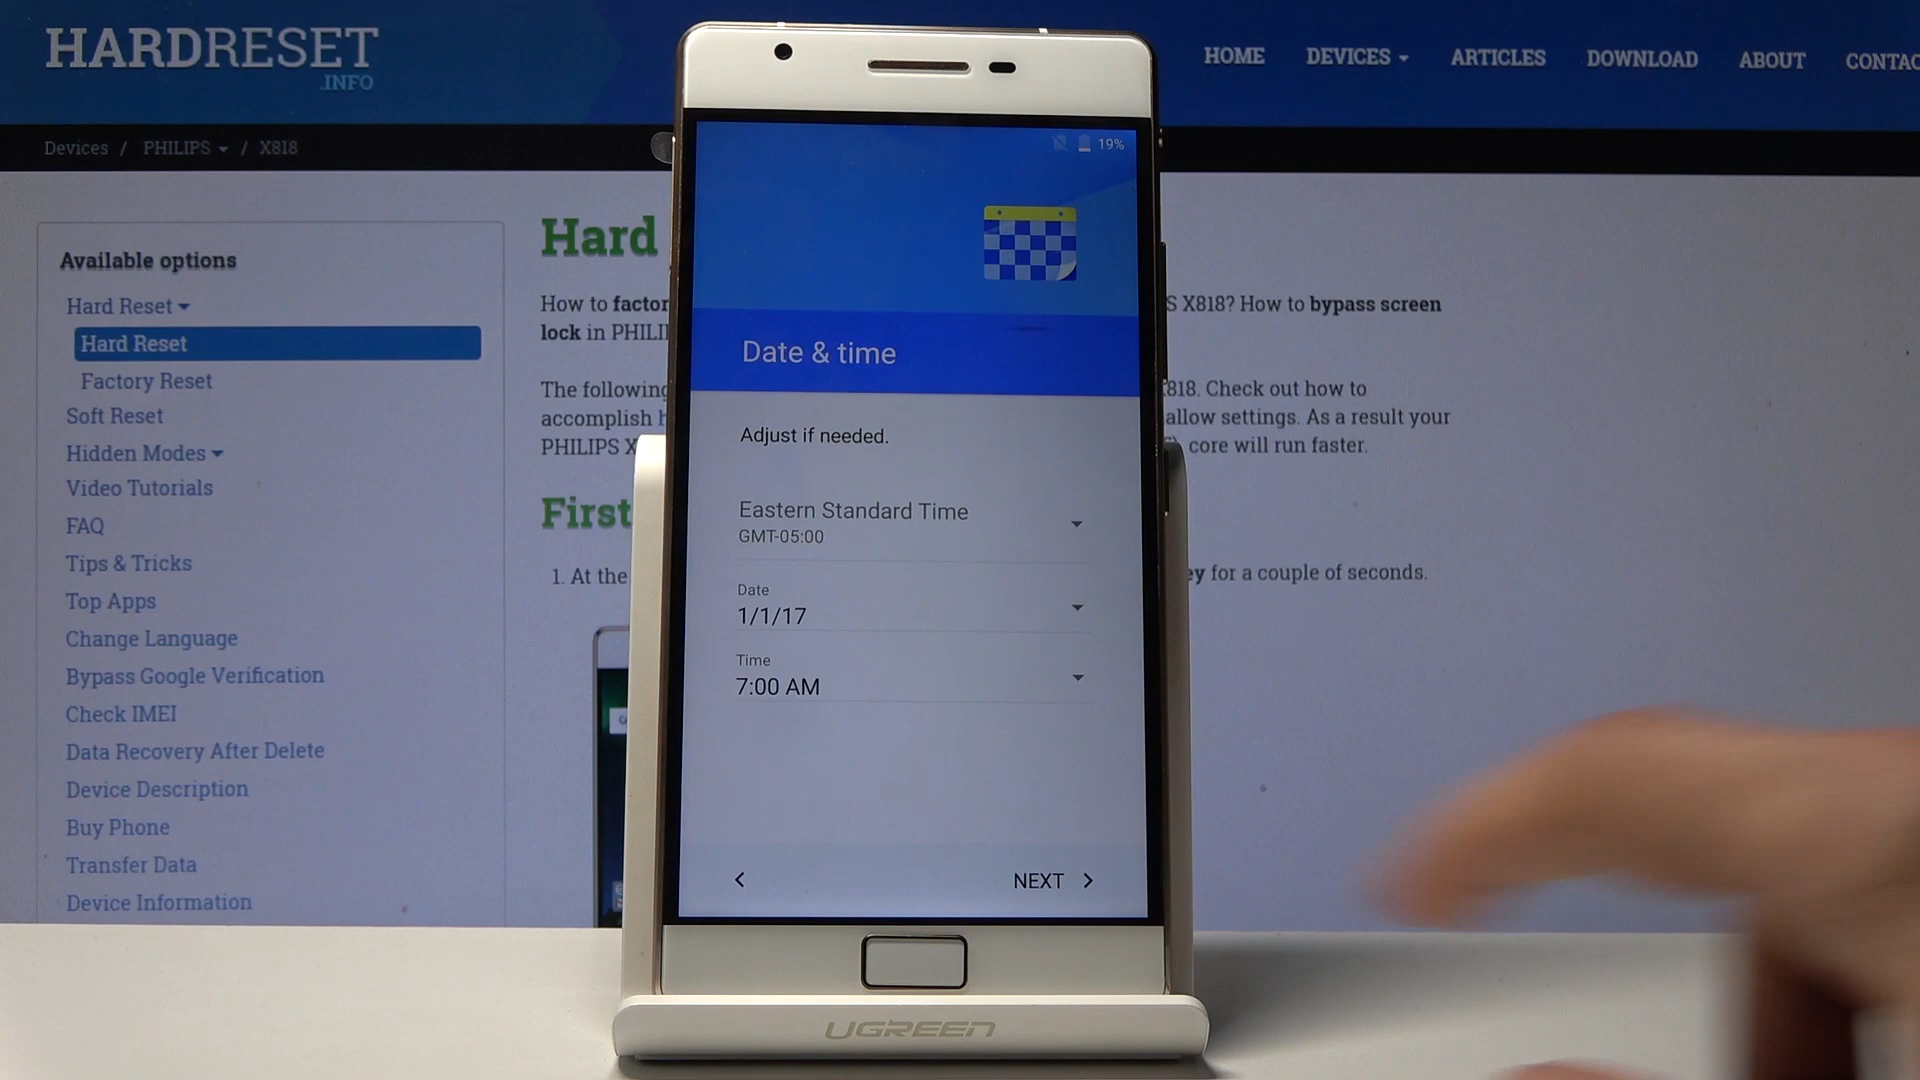 HARDRESET
.INFO
HOME DEVICES ARTICLES DOWNLOAD ABOUT CONTAC
Devices / PHILIPS / X818
Available options
Hard Reset
Hard Reset
Factory Reset
Soft Reset
Hidden Modes
Video Tutorials
FAQ
Tips & Tricks
Top Apps
Change Language
Bypass Google Verification
Check IMEI
Data Recovery After Delete
Device Description
Buy Phone
Transfer Data
Device Information
Hard
How to factor
S X818? How to bypass screen
lock in PHILI
The following
818. Check out how to
accomplish h
allow settings. As a result your
PHILIPS X
core will run faster.
First
1. At the
ey for a couple of seconds.
19%
Date & time
Adjust if needed.
Eastern Standard Time
GMT-05:00
Date
1/1/17
Time
7:00 AM
NEXT
UGREEN